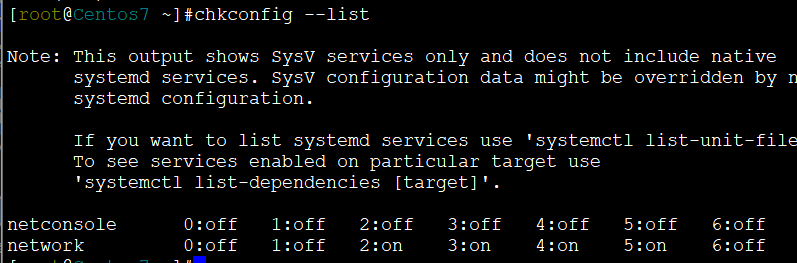 [root@Centos7 ~]#chkconfig --list
Note: This output shows SysV services only and does not include native
systemd services. SysV configuration data might be overridden by n
systemd configuration.
If you want to list systemd services use 'systemctl list-unit-file
To see services enabled on particular target use
'systemctl list-dependencies [target]'.
netconsole 0:off 1:off 2:off 3:off 4:off 5:off 6:off
network 0:off 1:off 2:on 3:on 4:on 5:on 6:off
[root@Centos7 ~]#